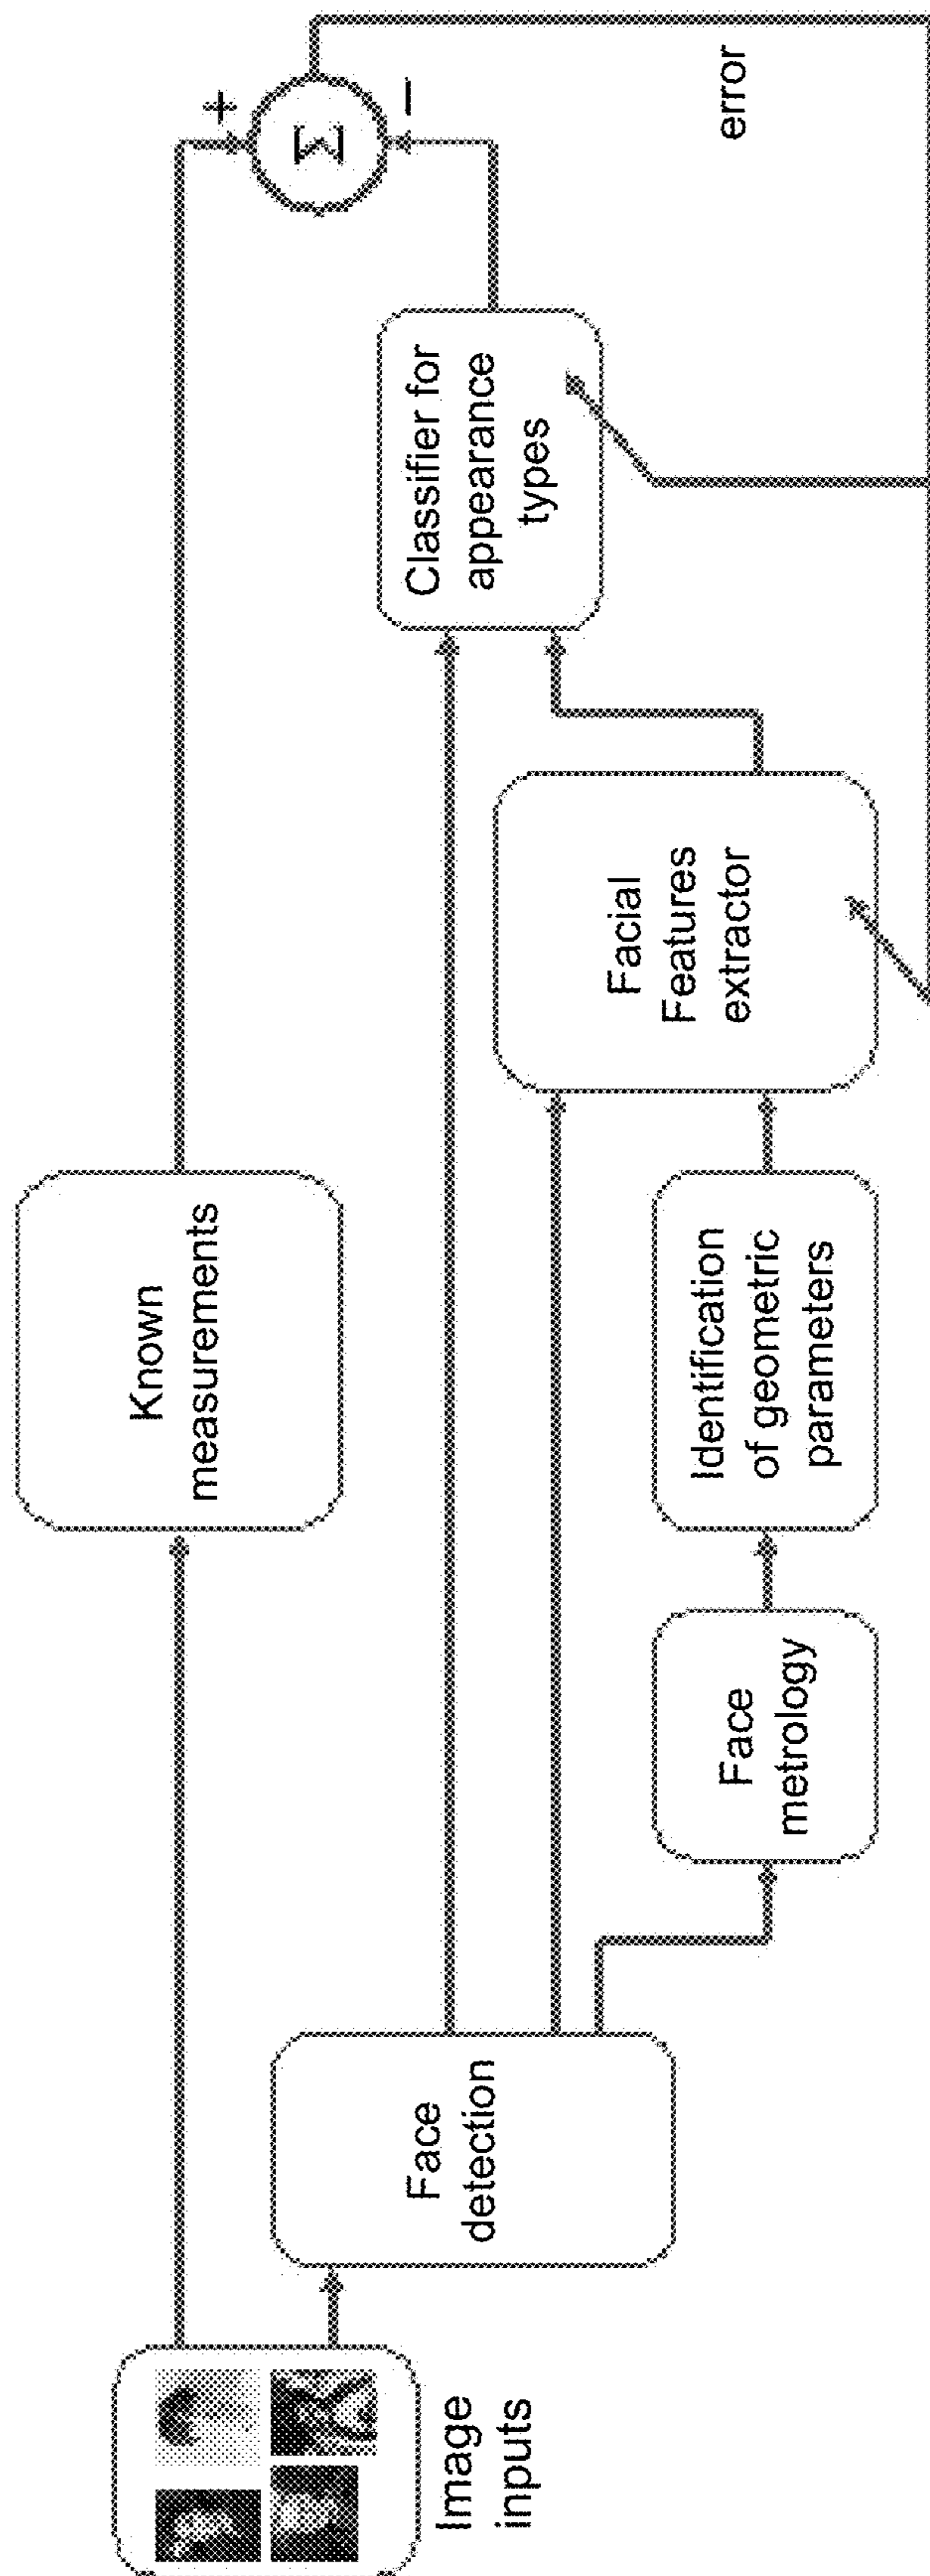 Image
inputs
Face
detection
Known
measurements
Face
metrology
Identification
of geometric
parameters
Facial
Features
extractor
Classifier for
appearance
types
+
Σ
−
error